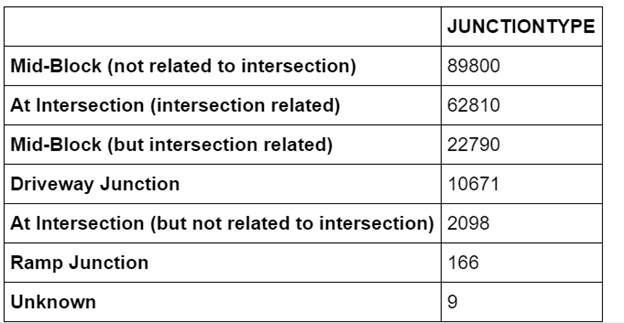 JUNCTIONTYPE
Mid-Block (not related to intersection) 89800
At Intersection (intersection related) 62810
Mid-Block (but intersection related) 22790
Driveway Junction 10671
At Intersection (but not related to intersection) 2098
Ramp Junction 166
Unknown 9